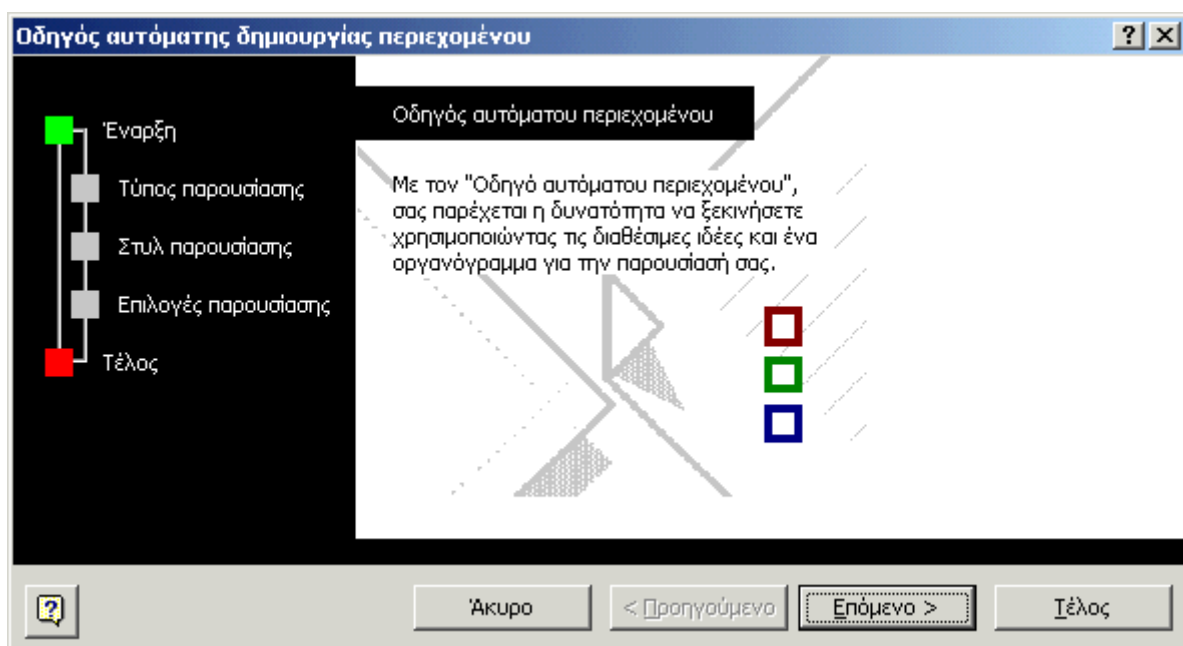 Οδηγός αυτόματης δημιουργίας περιεχομένου
Έναρξη
Τύπος παρουσίασης
Στυλ παρουσίασης
Επιλογές παρουσίασης
Τέλος
Οδηγός αυτόματου περιεχομένου
Με τον "Οδηγό αυτόματου περιεχομένου",
σας παρέχεται η δυνατότητα να ξεκινήσετε
χρησιμοποιώντας τις διαθέσιμες ιδέες και ένα
οργανόγραμμα για την παρουσίασή σας.
Άκυρο
< Προηγούμενο
Επόμενο >
Τέλος